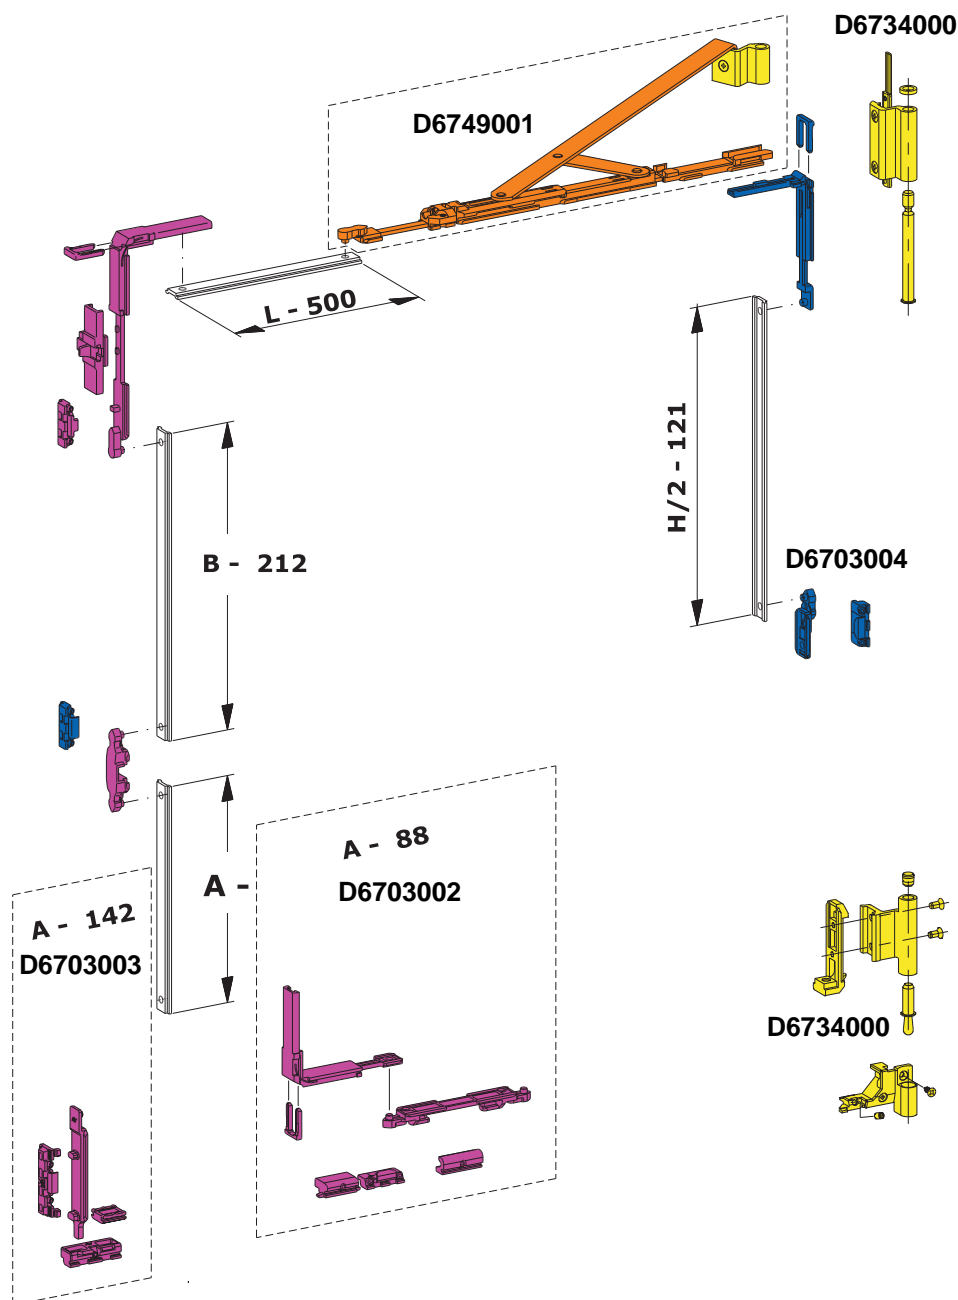 D6734000
D6749001
L - 500
H/2 - 121
B - 212
D6703004
A - 88
A -
D6703002
A - 142
D6703003
D6734000